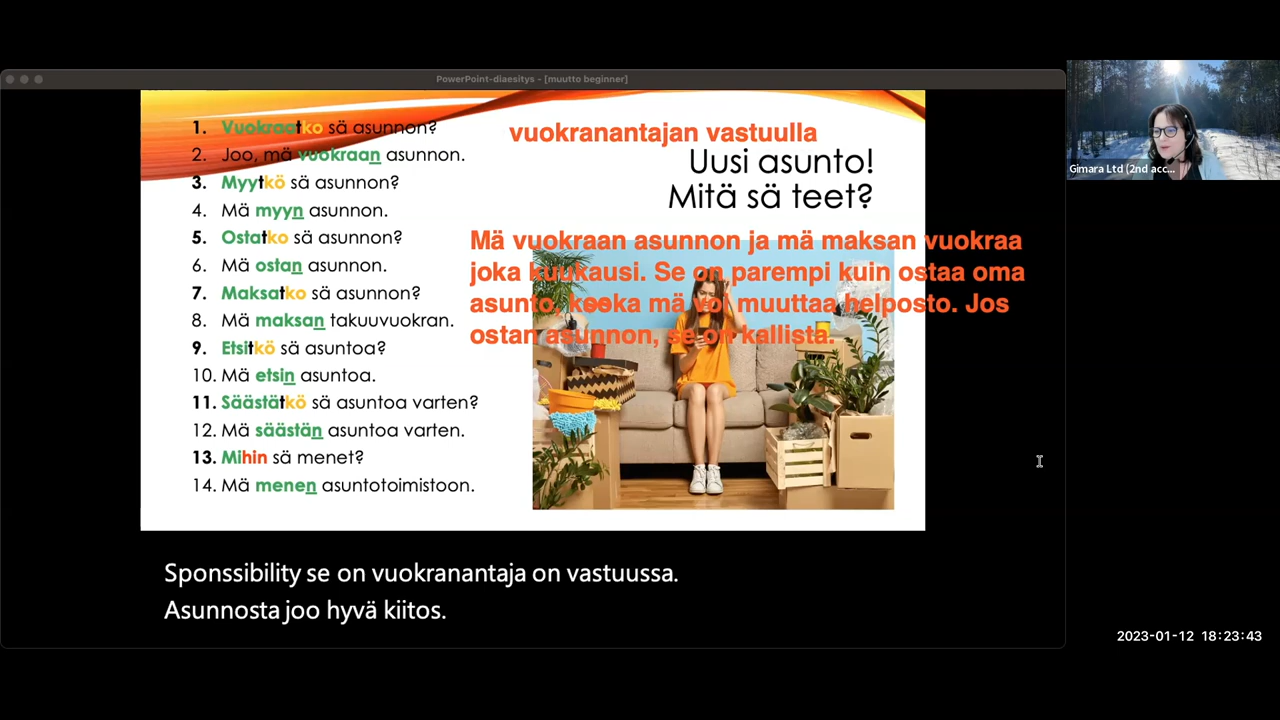 PowerPoint-diaesitys - [muutto beginner]
1. Vuokraatko sä asunnon?
2. Joo, mä vuokraan asunnon.
3. Myytkö sä asunnon?
4. Mä myyn asunnon.
5. Ostatko sä asunnon?
6. Mä ostan asunnon.
7. Maksatko sä asunnon?
8. Mä maksan takuuvuokran.
9. Etsitkö sä asuntoa?
10. Mä etsin asuntoa.
11. Säästätkö sä asuntoa varten?
12. Mä säästän asuntoa varten.
13. Mihin sä menet?
14. Mä menen asuntotoimistoon.
vuokranantajan vastuulla
Uusi asunto!
Mitä sä teet?
Mä vuokraan asunnon ja mä maksan vuokraa
joka kuukausi. Se on parempi kuin ostaa oma
asunto, mä voi muuttaa helposto. Jos
ostan asunnon, se on kallista.
Gimara Ltd (2nd acc...
Sponssibility se on vuokranantaja on vastuussa.
Asunnosta joo hyvä kiitos.
2023-01-12 18:23:43